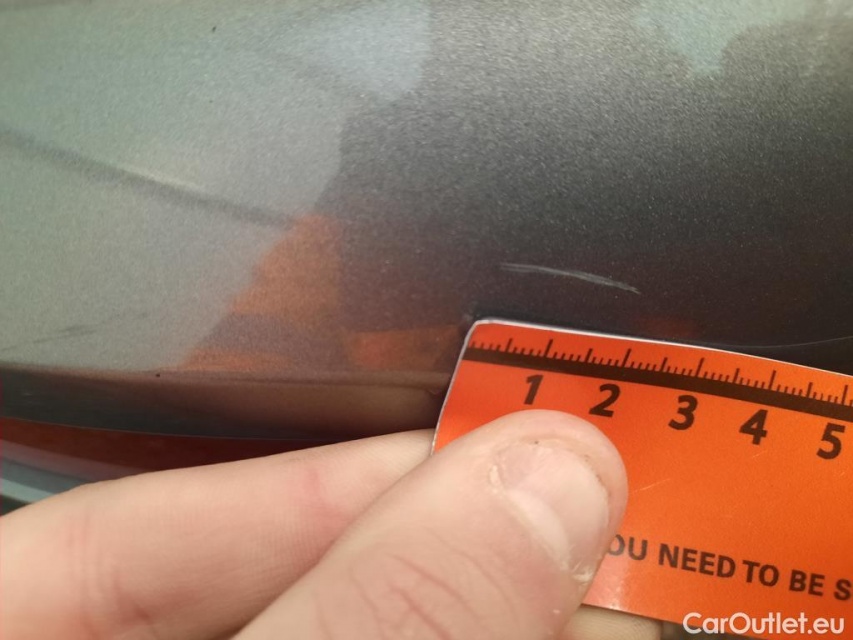 1 2 3 4 5
OU NEED TO BE S
CarOutlet.eu